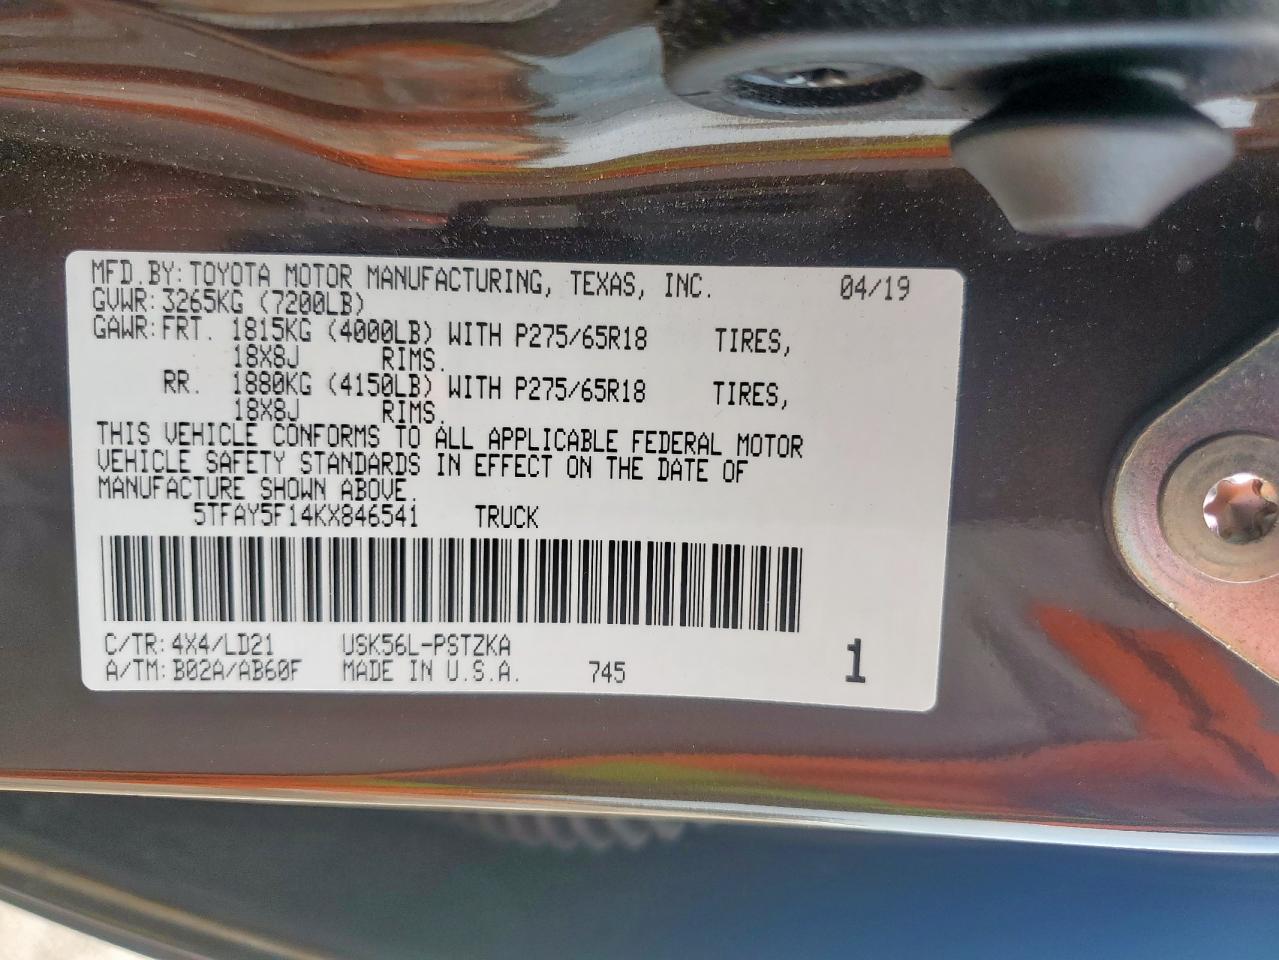 MFD.BY:TOYOTA MOTOR MANUFACTURING, TEXAS, INC. 04/19
GVWR:3265KG (7200LB)
GAWR:FRT. 1815KG (4000LB) WITH P275/65R18 TIRES,
18X8J RIMS.
RR. 1880KG (4150LB) WITH P275/65R18 TIRES,
18X8J RIMS.
THIS VEHICLE CONFORMS TO ALL APPLICABLE FEDERAL MOTOR
VEHICLE SAFETY STANDARDS IN EFFECT ON THE DATE OF
MANUFACTURE SHOWN ABOVE.
5TFAY5F14KX846541 TRUCK
C/TR:4X4/LD21 USK56L-PSTZKA
A/TM:B02A/AB60F MADE IN U.S.A. 745 1